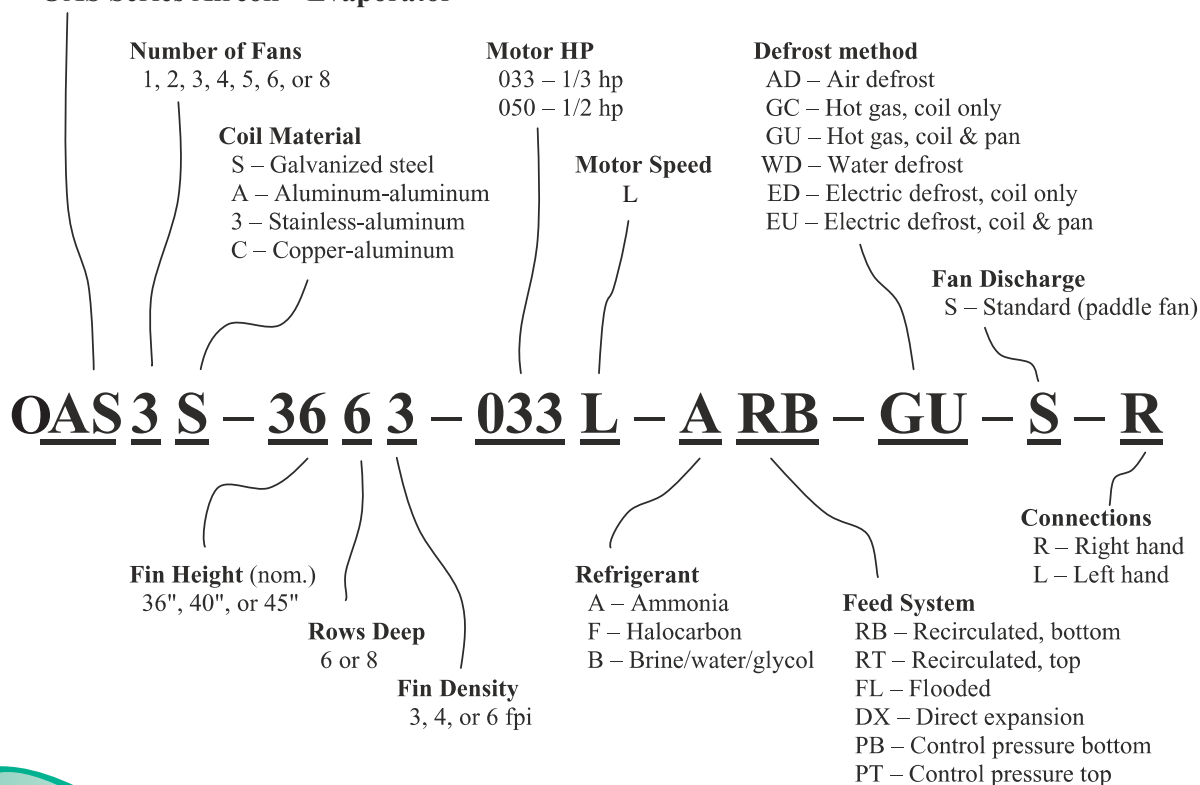 Number of Fans
1, 2, 3, 4, 5, 6, or 8
Motor HP
033 – 1/3 hp
050 – 1/2 hp
Defrost method
AD – Air defrost
GC – Hot gas, coil only
GU – Hot gas, coil & pan
WD – Water defrost
ED – Electric defrost, coil only
EU – Electric defrost, coil & pan
Coil Material
S – Galvanized steel
A – Aluminum-aluminum
3 – Stainless-aluminum
C – Copper-aluminum
Motor Speed
L
Fan Discharge
S – Standard (paddle fan)
OAS 3 S – 36 6 3 – 033 L – A RB – GU – S – R
Fin Height (nom.)
36", 40", or 45"
Rows Deep
6 or 8
Fin Density
3, 4, or 6 fpi
Refrigerant
A – Ammonia
F – Halocarbon
B – Brine/water/glycol
Feed System
RB – Recirculated, bottom
RT – Recirculated, top
FL – Flooded
DX – Direct expansion
PB – Control pressure bottom
PT – Control pressure top
Connections
R – Right hand
L – Left hand